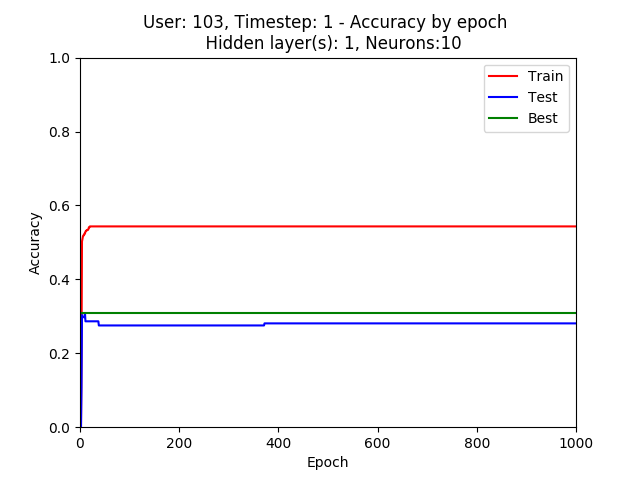 User: 103, Timestep: 1 - Accuracy by epoch
Hidden layer(s): 1, Neurons:10
1.0
0.8
0.6
0.4
0.2
0.0
Accuracy
Train
Test
Best
0 200 400 600 800 1000
Epoch